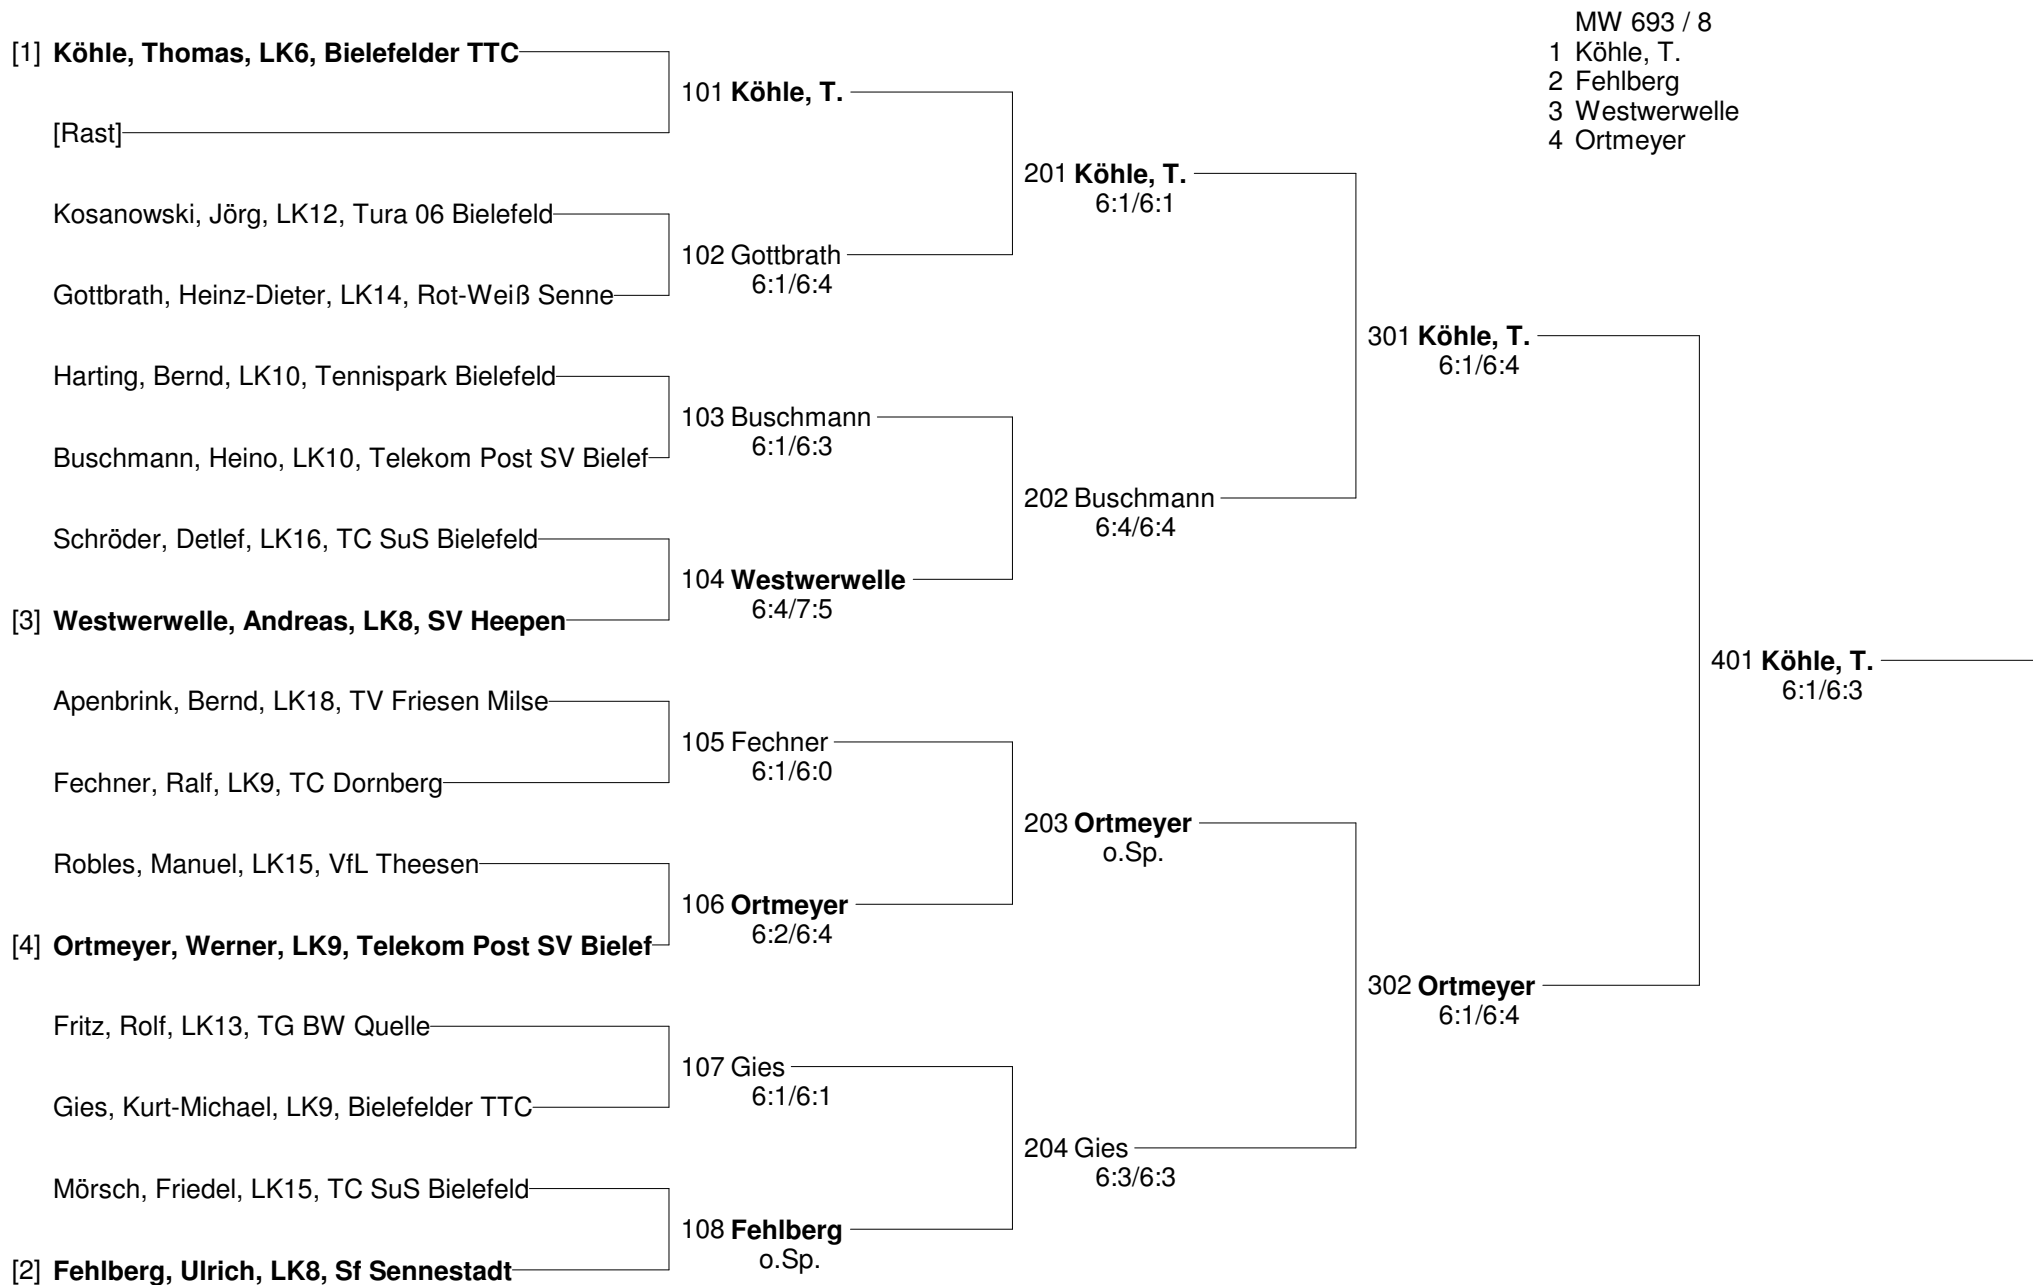 MW 693 / 8
1 Köhle, T.
2 Fehlberg
3 Westwerwelle
4 Ortmeyer
[1] Köhle, Thomas, LK6, Bielefelder TTC
101 Köhle, T.
[Rast]
201 Köhle, T.
6:1/6:1
Kosanowski, Jörg, LK12, Tura 06 Bielefeld
102 Gottbrath
6:1/6:4
Gottbrath, Heinz-Dieter, LK14, Rot-Weiß Senne
301 Köhle, T.
6:1/6:4
Harting, Bernd, LK10, Tennispark Bielefeld
103 Buschmann
6:1/6:3
Buschmann, Heino, LK10, Telekom Post SV Bielef
202 Buschmann
6:4/6:4
Schröder, Detlef, LK16, TC SuS Bielefeld
104 Westwerwelle
6:4/7:5
[3] Westwerwelle, Andreas, LK8, SV Heepen
401 Köhle, T.
6:1/6:3
Apenbrink, Bernd, LK18, TV Friesen Milse
105 Fechner
6:1/6:0
Fechner, Ralf, LK9, TC Dornberg
203 Ortmeyer
o.Sp.
Robles, Manuel, LK15, VfL Theesen
106 Ortmeyer
6:2/6:4
[4] Ortmeyer, Werner, LK9, Telekom Post SV Bielef
302 Ortmeyer
6:1/6:4
Fritz, Rolf, LK13, TG BW Quelle
107 Gies
6:1/6:1
Gies, Kurt-Michael, LK9, Bielefelder TTC
204 Gies
6:3/6:3
Mörsch, Friedel, LK15, TC SuS Bielefeld
108 Fehlberg
o.Sp.
[2] Fehlberg, Ulrich, LK8, Sf Sennestadt